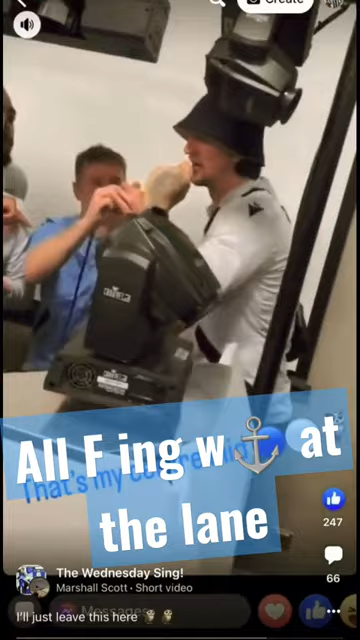 Create
CHAUVET
All F ing w⚓ at
That's my
the lane
247
66
The Wednesday Sing!
Marshall Scott • Short video
Message
I'll just leave this here